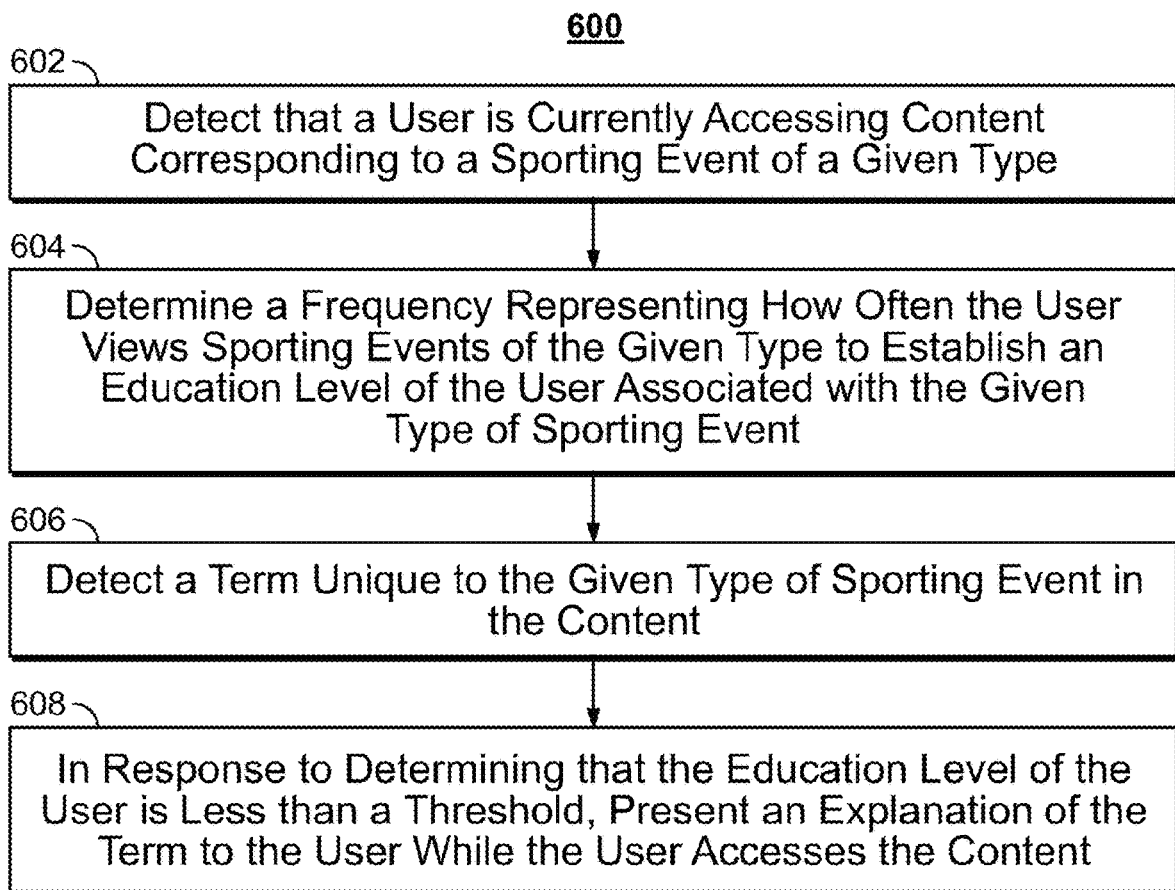 600
602
Detect that a User is Currently Accessing Content
Corresponding to a Sporting Event of a Given Type
604
Determine a Frequency Representing How Often the User
Views Sporting Events of the Given Type to Establish an
Education Level of the User Associated with the Given
Type of Sporting Event
606
Detect a Term Unique to the Given Type of Sporting Event in
the Content
608
In Response to Determining that the Education Level of the
User is Less than a Threshold, Present an Explanation of the
Term to the User While the User Accesses the Content